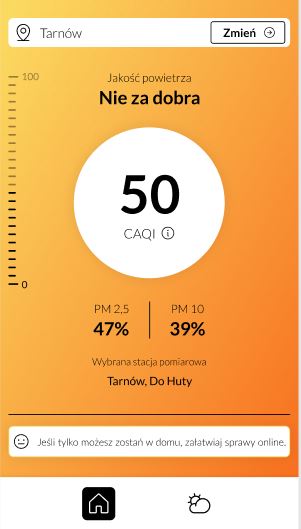 Tarnów
Zmień
100
Jakość powietrza
Nie za dobra
50
CAQI
0
PM 2,5
PM 10
47%
39%
Wybrana stacja pomiarowa
Tarnów, Do Huty
Jeśli tylko możesz zostań w domu, załatwiaj sprawy online.